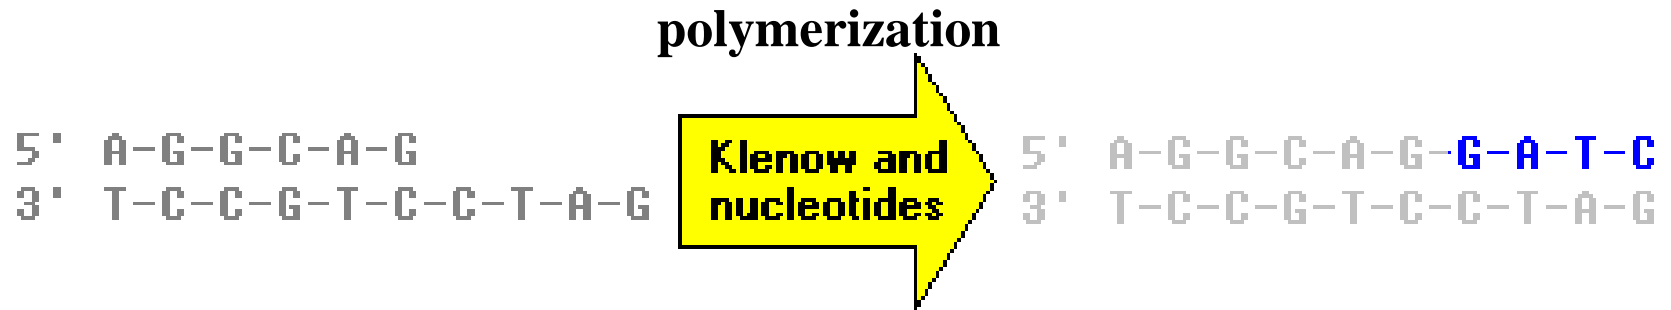 polymerization
5' A-G-G-C-A-G
3' T-C-C-G-T-C-C-T-A-G
Klenow and
nucleotides
5' A-G-G-C-A-G-G-A-T-C
3' T-C-C-G-T-C-C-T-A-G